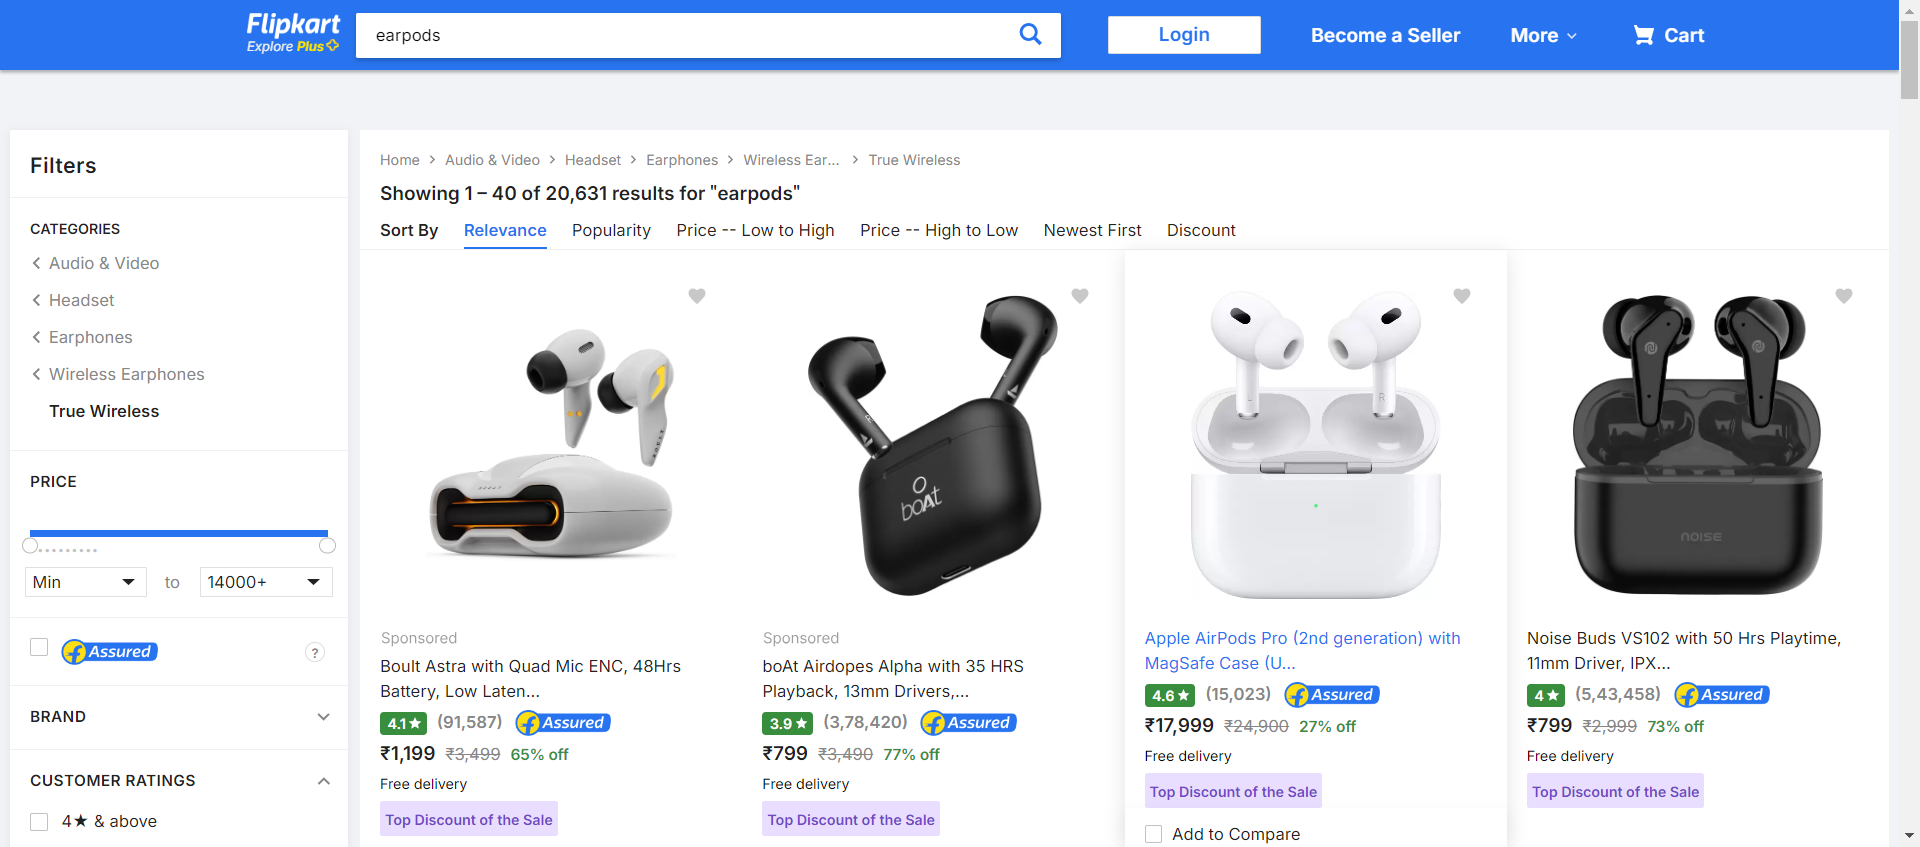 Flipkart
Explore Plus
earpods
Login
Become a Seller
More
Cart
Filters
CATEGORIES
Audio & Video
Headset
Earphones
Wireless Earphones
True Wireless
PRICE
Min
to
14000+
Assured
?
BRAND
CUSTOMER RATINGS
4★ & above
Home > Audio & Video > Headset > Earphones > Wireless Ear... > True Wireless
Showing 1 – 40 of 20,631 results for "earpods"
Sort By Relevance Popularity Price -- Low to High Price -- High to Low Newest First Discount
boAt
Sponsored
Boult Astra with Quad Mic ENC, 48Hrs
Battery, Low Laten...
4.1★ (91,587) Assured
₹1,199 ₹3,499 65% off
Free delivery
Top Discount of the Sale
Sponsored
boAt Airdopes Alpha with 35 HRS
Playback, 13mm Drivers,...
3.9★ (3,78,420) Assured
₹799 ₹3,490 77% off
Free delivery
Top Discount of the Sale
L
R
Apple AirPods Pro (2nd generation) with
MagSafe Case (U...
4.6★ (15,023) Assured
₹17,999 ₹24,900 27% off
Free delivery
Top Discount of the Sale
Add to Compare
NOISE
Noise Buds VS102 with 50 Hrs Playtime,
11mm Driver, IPX...
4★ (5,43,458) Assured
₹799 ₹2,999 73% off
Free delivery
Top Discount of the Sale